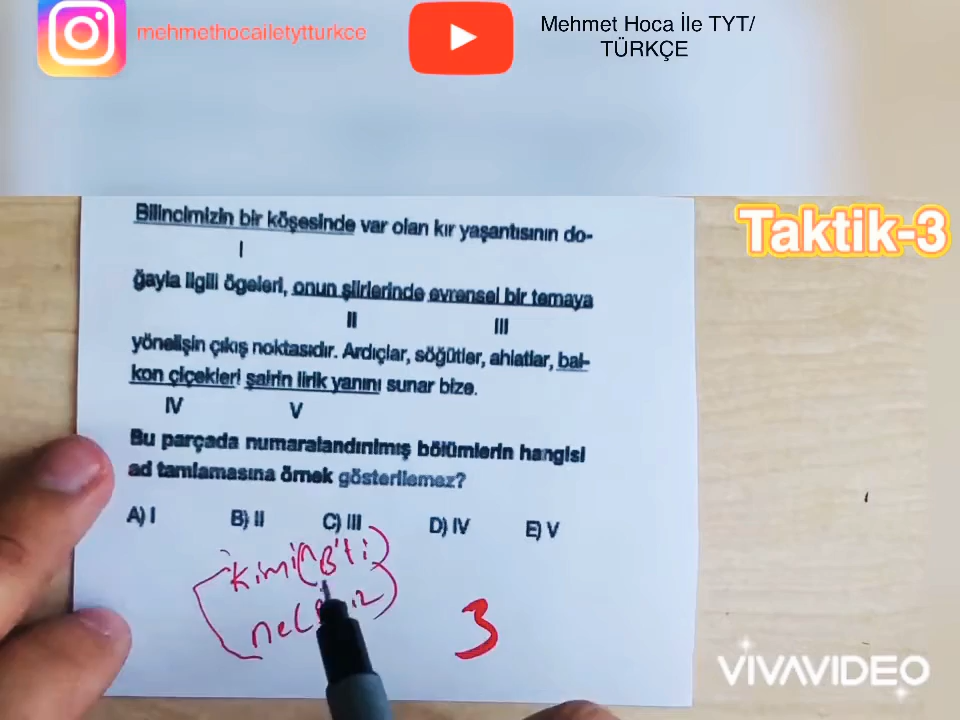 mehmethocailetytturkce
Mehmet Hoca İle TYT/
TÜRKÇE
Taktik-3
Bilincimizin bir köşesinde var olan kır yaşantısının do-
I
ğayla ilgili ögeleri, onun şiirlerinde evrensel bir temaya
II III
yönelişin çıkış noktasıdır. Ardıçlar, söğütler, ahlatlar, bal-
kon çiçekleri şairin lirik yanını sunar bize.
IV V
Bu parçada numaralandırılmış bölümlerin hangisi
ad tamlamasına örnek gösterilemez?
A) I B) II C) III D) IV E) V
kimin
3
VIVAVIDEO